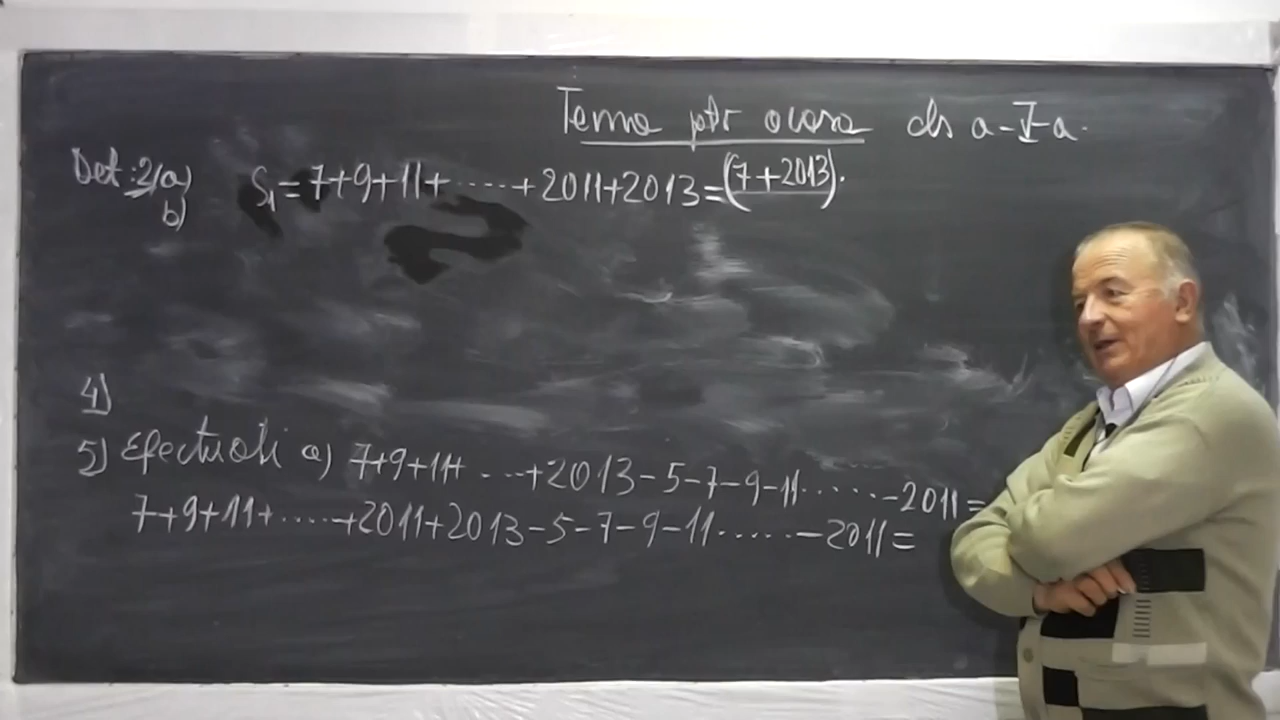 Tema ptr acasa cls a-V-a.
Det: 2/a) S₁ = 7+9+11+.....+2011+2013=(7+2013).
b)
4)
5) Efectuati a) 7+9+11+.....+2013-5-7-9-11......-2011=
7+9+11+......+2011+2013-5-7-9-11......-2011=